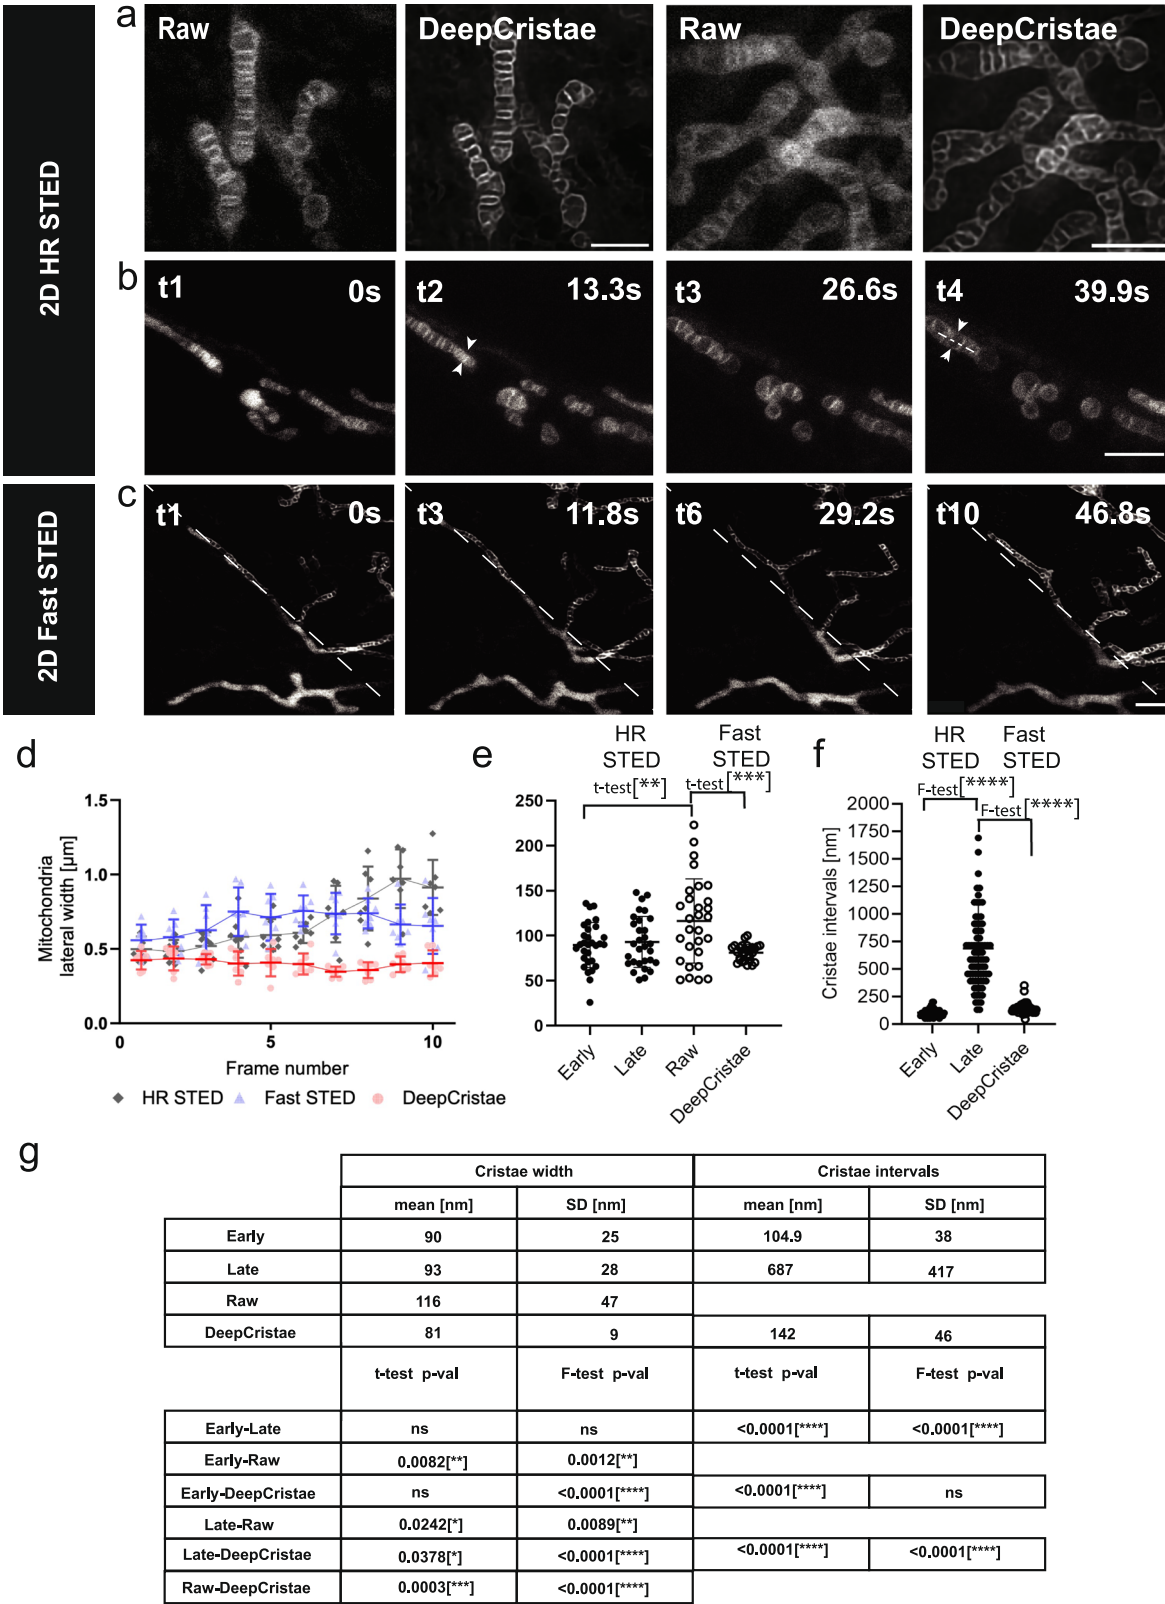 2D HR STED
2D Fast STED
a
Raw
DeepCristae
Raw
DeepCristae
b
t1
0s
t2
13.3s
t3
26.6s
t4
39.9s
c
t1
0s
t3
11.8s
t6
29.2s
t10
46.8s
d
1.5
1.0
0.5
0.0
Mitochondria
lateral width [µm]
0
5
10
Frame number
HR STED
Fast STED
DeepCristae
e
HR
STED
Fast
STED
t-test[**]
t-test[***]
250
200
150
100
50
0
Early
Late
Raw
DeepCristae
f
HR
STED
Fast
STED
F-test[****]
F-test[****]
2000
1750
1500
1250
1000
750
500
250
0
Cristae intervals [nm]
Early
Late
DeepCristae
g
Cristae width Cristae intervals
mean [nm] SD [nm] mean [nm] SD [nm]
Early 90 25 104.9 38
Late 93 28 687 417
Raw 116 47
DeepCristae 81 9 142 46
t-test p-val F-test p-val t-test p-val F-test p-val
Early-Late ns ns <0.0001[****] <0.0001[****]
Early-Raw 0.0082[**] 0.0012[**]
Early-DeepCristae ns <0.0001[****] <0.0001[****] ns
Late-Raw 0.0242[*] 0.0089[**]
Late-DeepCristae 0.0378[*] <0.0001[****] <0.0001[****] <0.0001[****]
Raw-DeepCristae 0.0003[***] <0.0001[****]